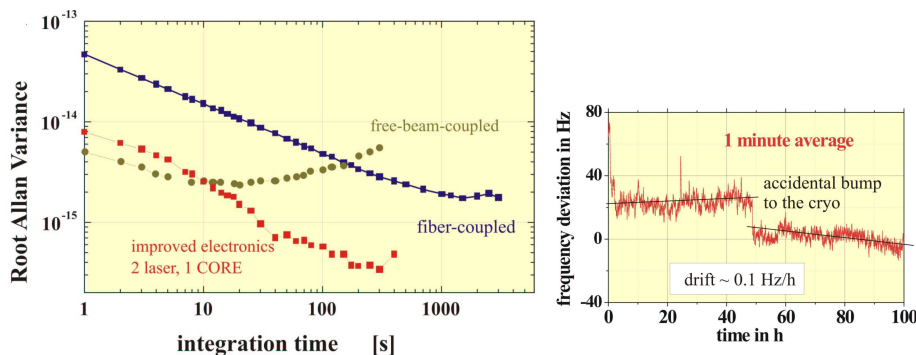 10^-13
10^-14
10^-15
Root Allan Variance
free-beam-coupled
fiber-coupled
improved electronics
2 laser, 1 CORE
1 10 100 1000
integration time [s]
80
40
0
-40
frequency deviation in Hz
1 minute average
accidental bump
to the cryo
drift ~ 0.1 Hz/h
0 20 40 60 80 100
time in h